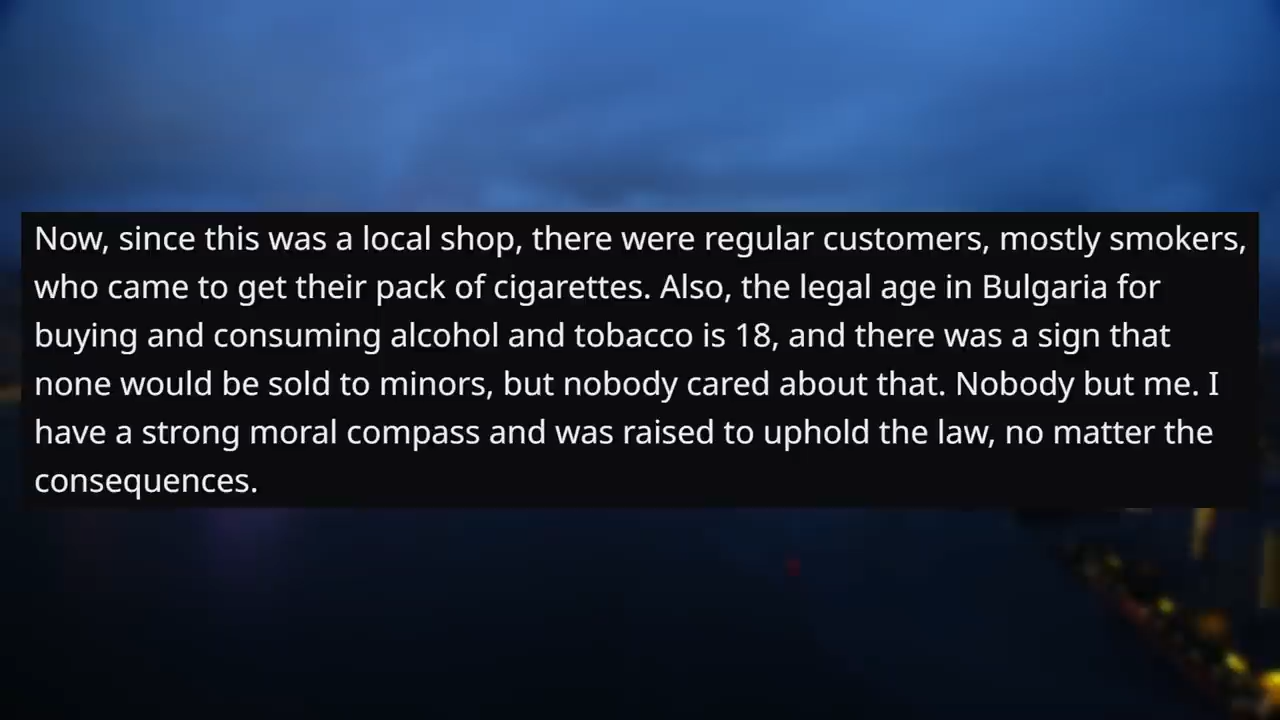 Now, since this was a local shop, there were regular customers, mostly smokers,
who came to get their pack of cigarettes. Also, the legal age in Bulgaria for
buying and consuming alcohol and tobacco is 18, and there was a sign that
none would be sold to minors, but nobody cared about that. Nobody but me. I
have a strong moral compass and was raised to uphold the law, no matter the
consequences.